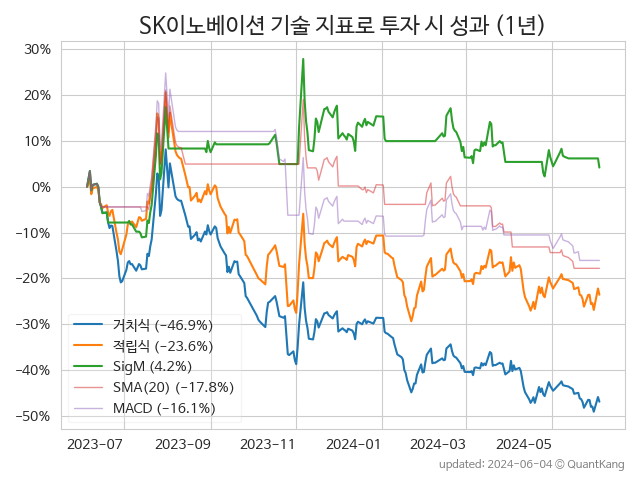 SK이노베이션 기술 지표로 투자 시 성과 (1년)
30%
20%
10%
0%
−10%
−20%
−30%
−40%
−50%
거치식 (−46.9%)
적립식 (−23.6%)
SigM (4.2%)
SMA(20) (−17.8%)
MACD (−16.1%)
2023-07 2023-09 2023-11 2024-01 2024-03 2024-05
updated: 2024-06-04 © QuantKang